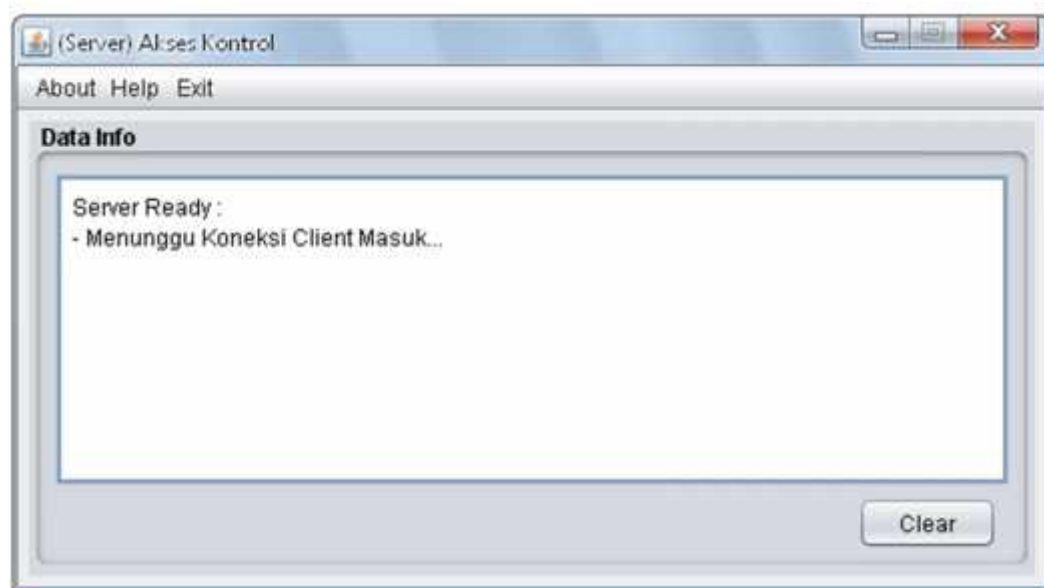 (Server) Akses Kontrol
About Help Exit
Data Info
Server Ready :
- Menunggu Koneksi Client Masuk...
Clear